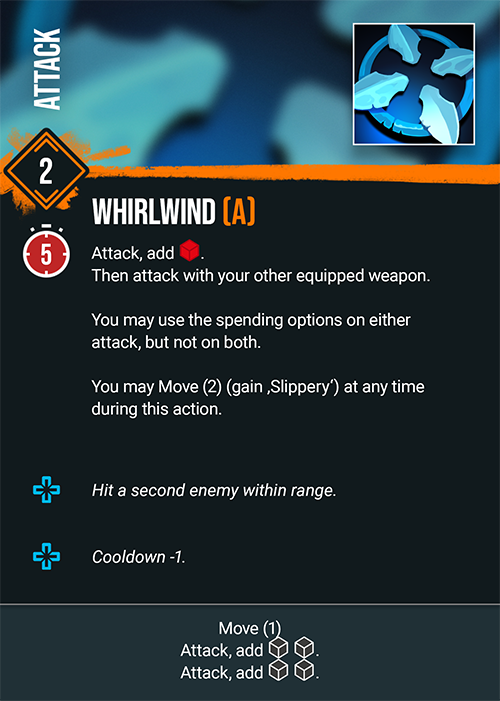 ATTACK
2
WHIRLWIND (A)
5
Attack, add .
Then attack with your other equipped weapon.
You may use the spending options on either
attack, but not on both.
You may Move (2) (gain ‚Slippery‘) at any time
during this action.
Hit a second enemy within range.
Cooldown -1.
Move (1)
Attack, add .
Attack, add .